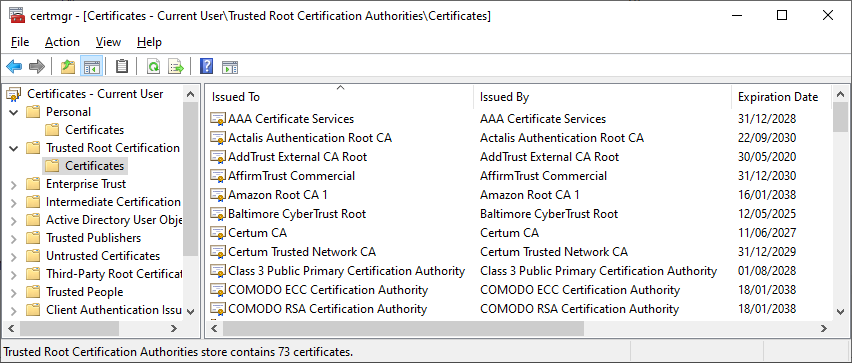 certmgr - [Certificates - Current User\Trusted Root Certification Authorities\Certificates]
File Action View Help
Certificates - Current User
Personal
Certificates
Trusted Root Certification
Certificates
Enterprise Trust
Intermediate Certification
Active Directory User Obje
Trusted Publishers
Untrusted Certificates
Third-Party Root Certificat
Trusted People
Client Authentication Issu
Issued To Issued By Expiration Date
AAA Certificate Services AAA Certificate Services 31/12/2028
Actalis Authentication Root CA Actalis Authentication Root CA 22/09/2030
AddTrust External CA Root AddTrust External CA Root 30/05/2020
AffirmTrust Commercial AffirmTrust Commercial 31/12/2030
Amazon Root CA 1 Amazon Root CA 1 16/01/2038
Baltimore CyberTrust Root Baltimore CyberTrust Root 12/05/2025
Certum CA Certum CA 11/06/2027
Certum Trusted Network CA Certum Trusted Network CA 31/12/2029
Class 3 Public Primary Certification Authority Class 3 Public Primary Certification Authority 01/08/2028
COMODO ECC Certification Authority COMODO ECC Certification Authority 18/01/2038
COMODO RSA Certification Authority COMODO RSA Certification Authority 18/01/2038
Trusted Root Certification Authorities store contains 73 certificates.